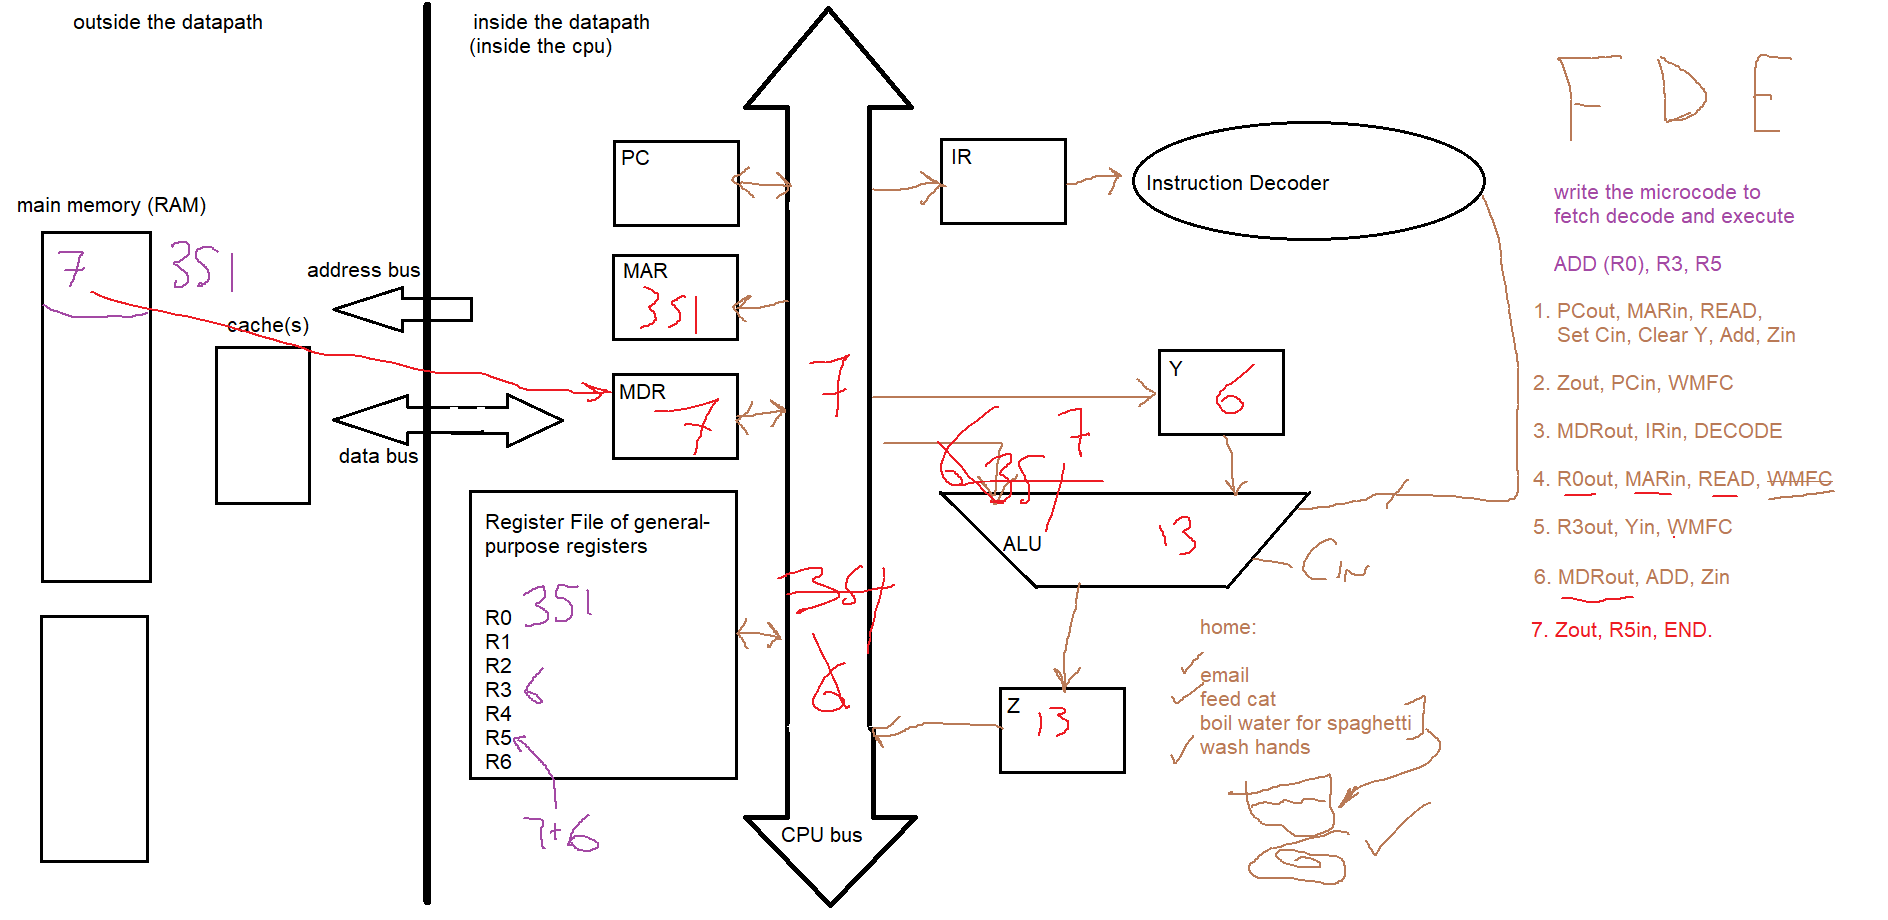 outside the datapath
inside the datapath
(inside the cpu)
F D E
PC
IR
Instruction Decoder
write the microcode to
fetch decode and execute
main memory (RAM)
7
351
address bus
MAR
351
ADD (R0), R3, R5
1. PCout, MARin, READ,
Set Cin, Clear Y, Add, Zin
cache(s)
MDR
7
7
Y
6
2. Zout, PCin, WMFC
3. MDRout, IRin, DECODE
data bus
6
35
7
4. R0out, MARin, READ, WMFC
Register File of general-
purpose registers
ALU
13
CIN
5. R3out, Yin, WMFC
351
6
6. MDRout, ADD, Zin
7. Zout, R5in, END.
R0 351
R1
R2
R3 6
R4
R5
R6
7+6
home:
email
feed cat
boil water for spaghetti
wash hands
Z
13
CPU bus